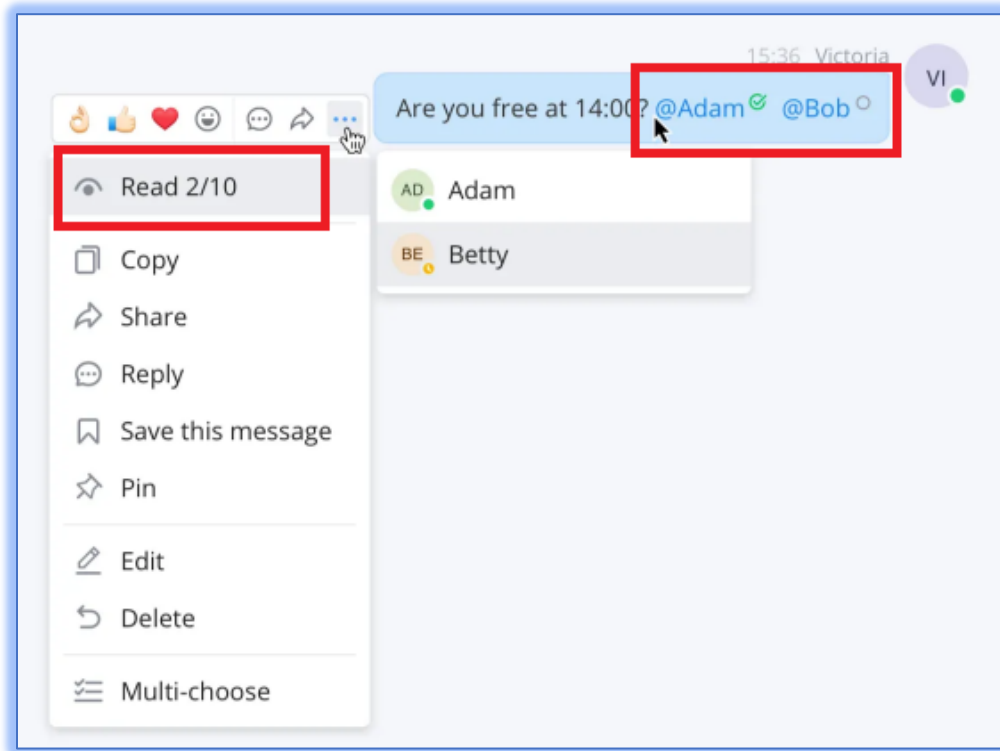 15:36 Victoria
VI
Are you free at 14:00? @Adam @Bob
Read 2/10
AD Adam
BE Betty
Copy
Share
Reply
Save this message
Pin
Edit
Delete
Multi-choose